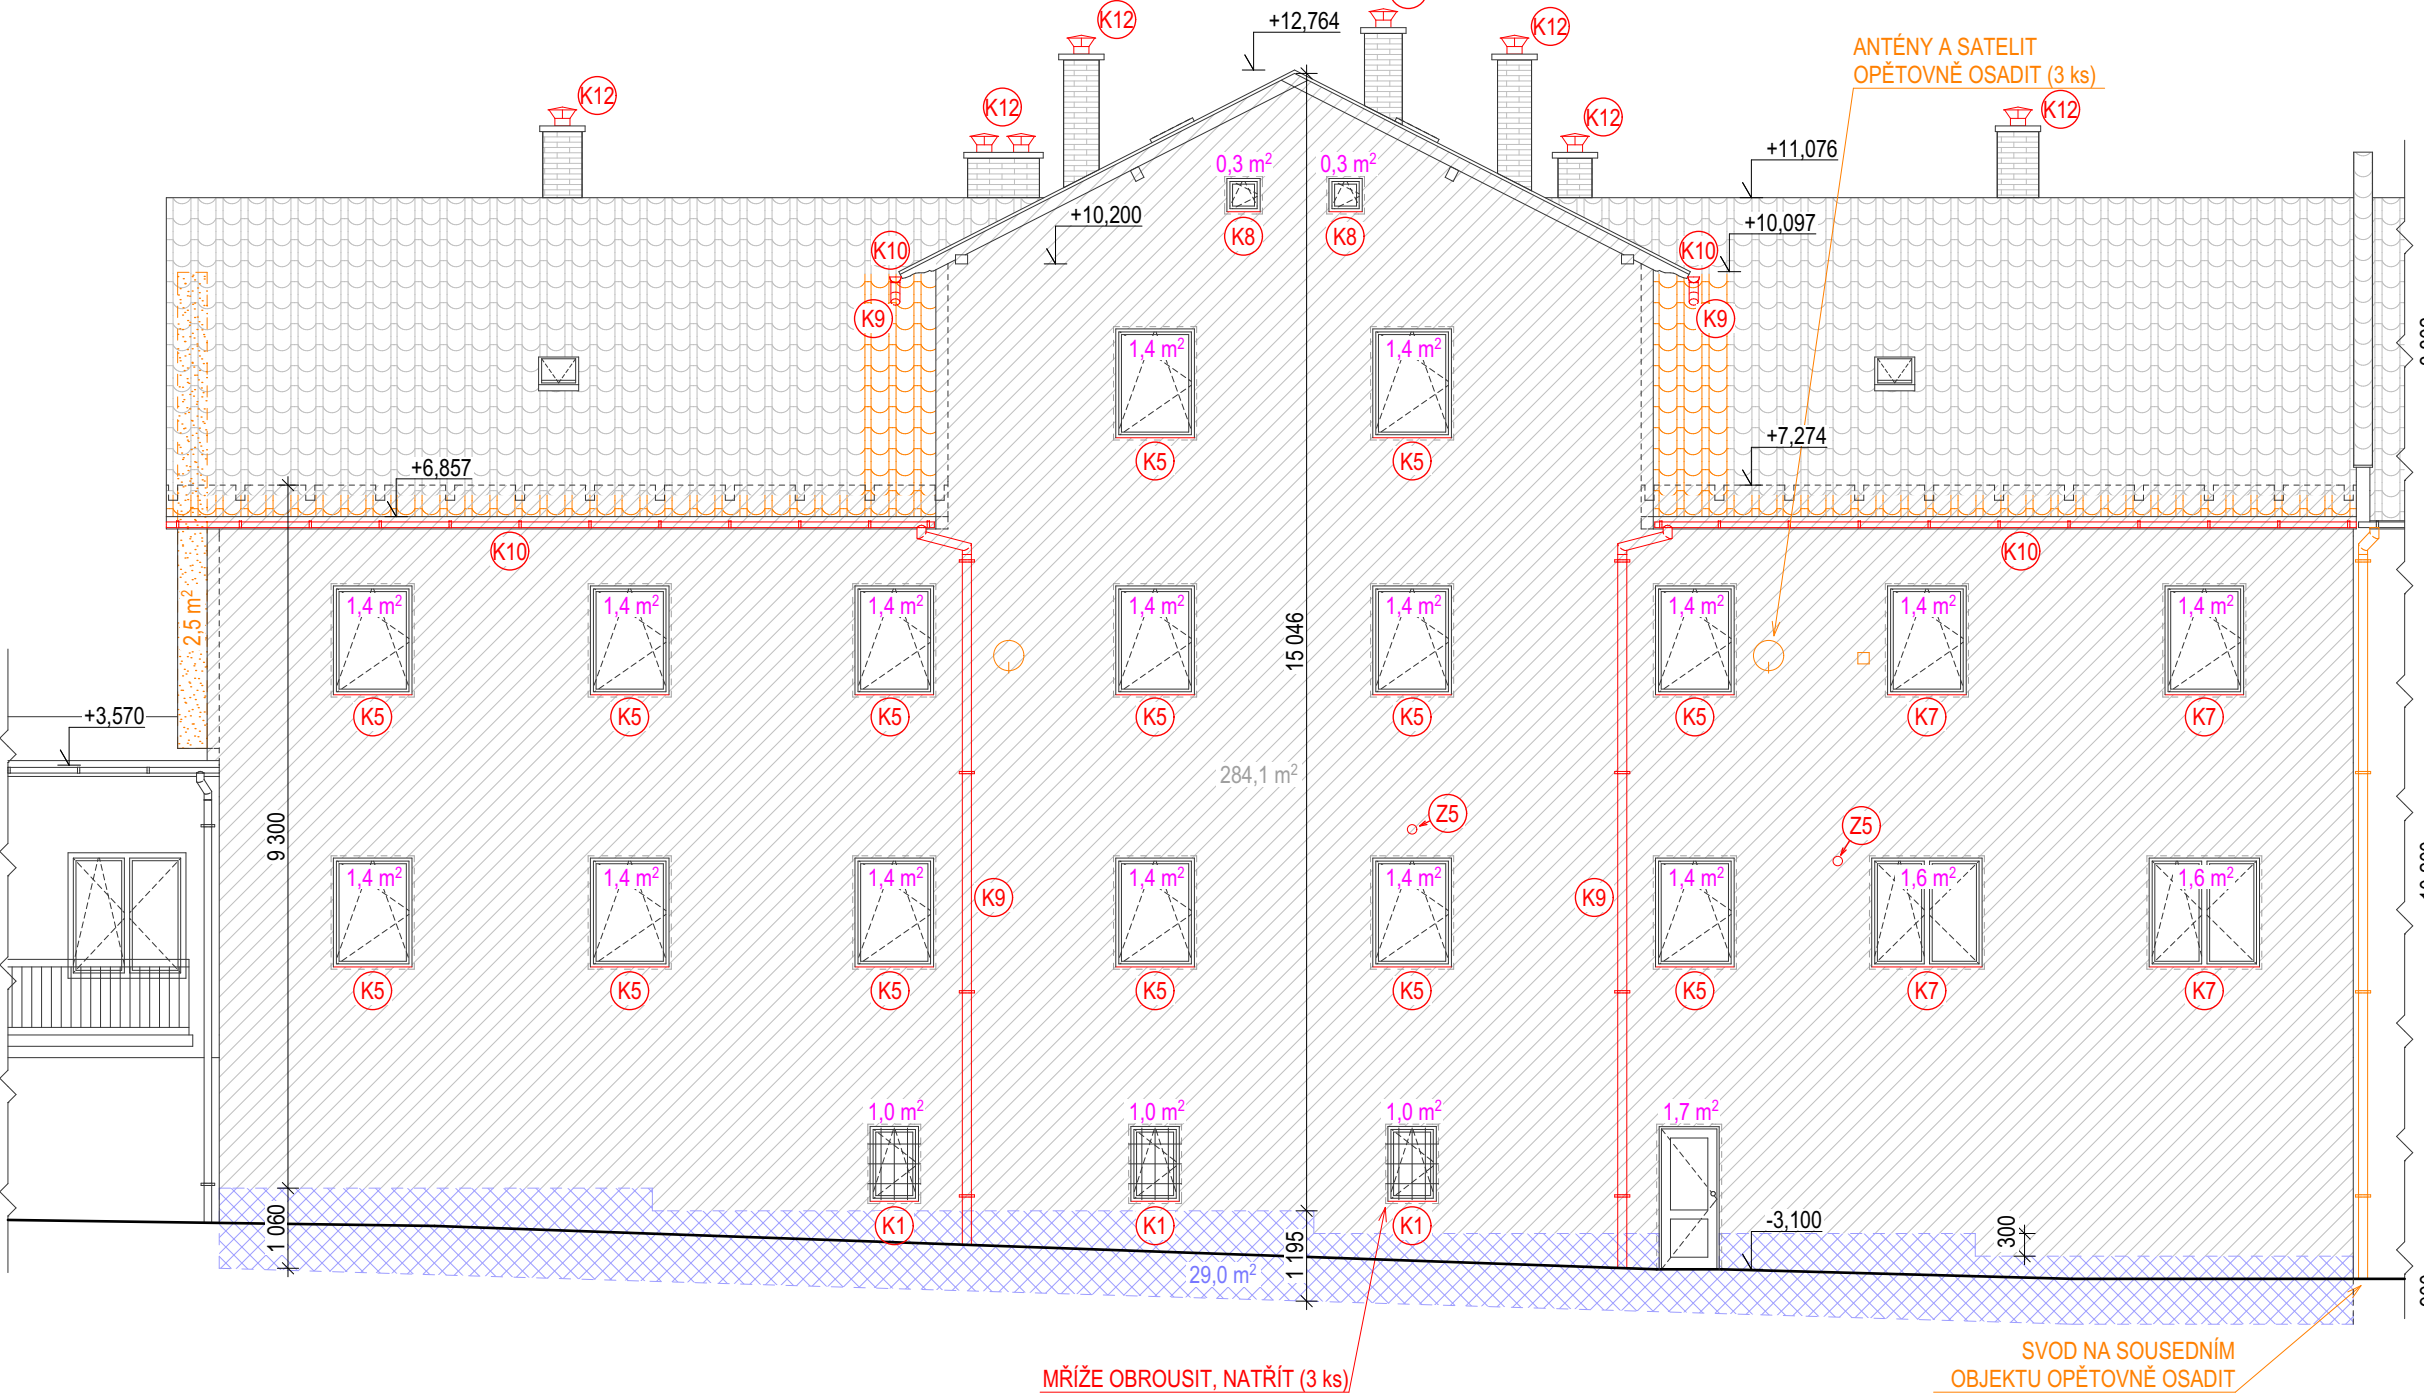 K12
+12,764
K12
ANTÉNY A SATELIT
OPĚTOVNĚ OSADIT (3 ks)
K12
K12
K12
K12
+11,076
0,3 m²
0,3 m²
+10,200
+10,097
K8
K8
K10
K10
K9
K9
1,4 m²
1,4 m²
+7,274
K5
K5
+6,857
K10
K10
1,4 m²
1,4 m²
1,4 m²
1,4 m²
1,4 m²
1,4 m²
1,4 m²
1,4 m²
2,5 m²
15 046
K5
K5
K5
K5
K5
K5
K7
K7
+3,570
284,1 m²
Z5
Z5
9 300
1,4 m²
1,4 m²
1,4 m²
1,4 m²
1,4 m²
1,4 m²
1,6 m²
1,6 m²
K9
K9
K5
K5
K5
K5
K5
K5
K7
K7
1,0 m²
1,0 m²
1,0 m²
1,7 m²
1 060
K1
K1
K1
-3,100
300
1 195
29,0 m²
MŘÍŽE OBROUSIT, NATŘÍT (3 ks)
SVOD NA SOUSEDNÍM
OBJEKTU OPĚTOVNĚ OSADIT